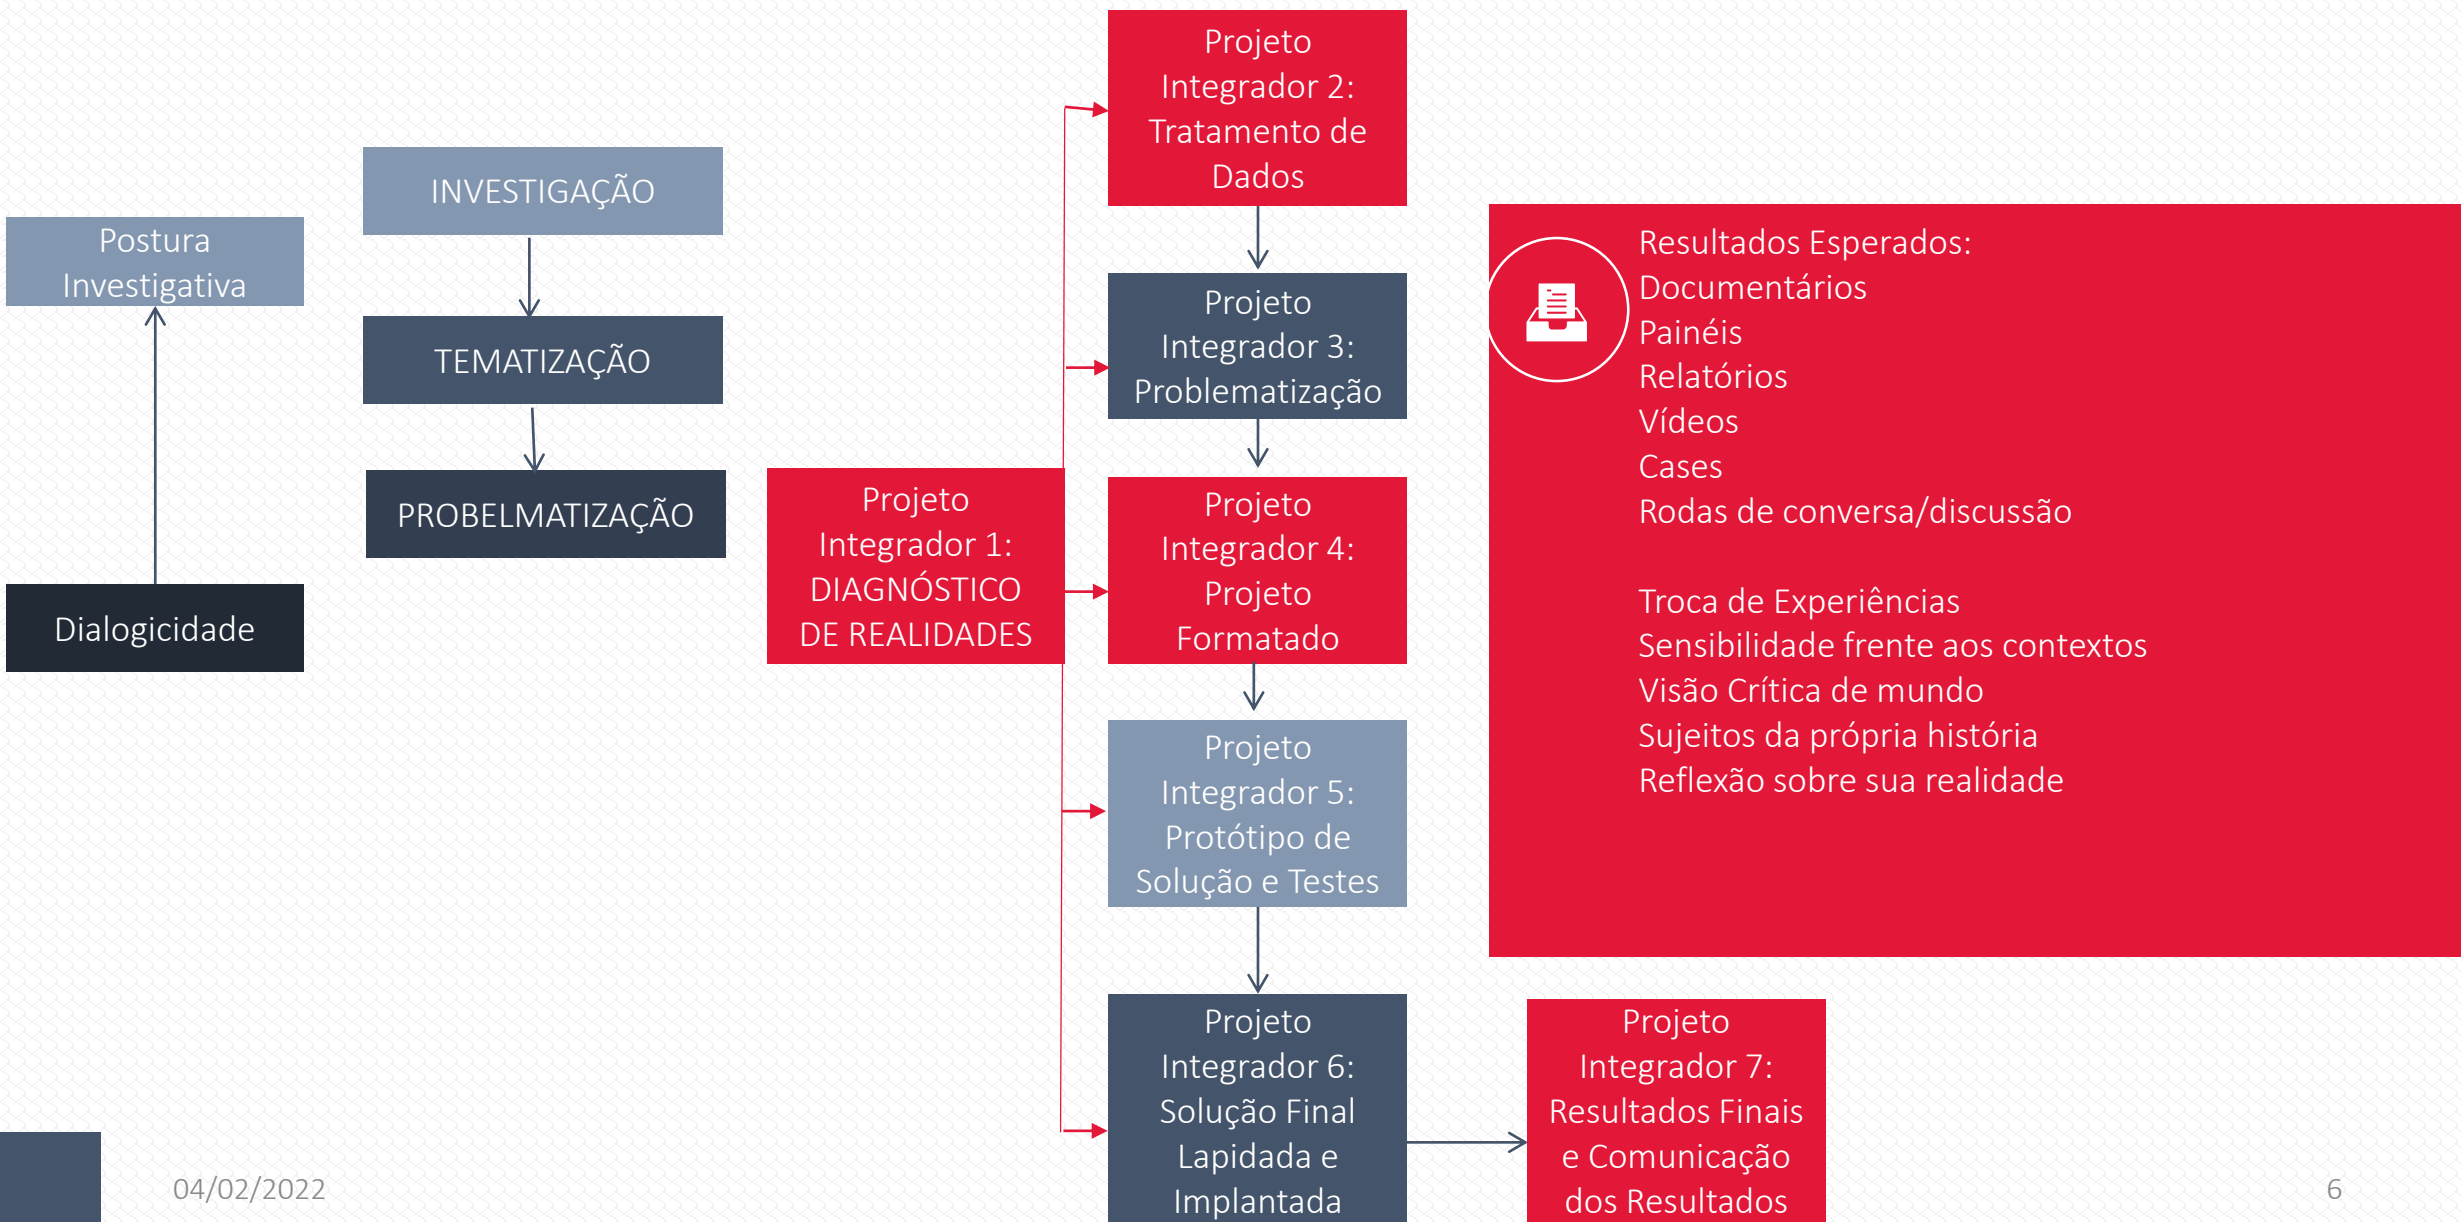 Postura
Investigativa
Dialogicidade
INVESTIGAÇÃO
TEMATIZAÇÃO
PROBELMATIZAÇÃO
Projeto
Integrador 1:
DIAGNÓSTICO
DE REALIDADES
Projeto
Integrador 2:
Tratamento de
Dados
Projeto
Integrador 3:
Problematização
Projeto
Integrador 4:
Projeto
Formatado
Projeto
Integrador 5:
Protótipo de
Solução e Testes
Projeto
Integrador 6:
Solução Final
Lapidada e
Implantada
Projeto
Integrador 7:
Resultados Finais
e Comunicação
dos Resultados
Resultados Esperados:
Documentários
Painéis
Relatórios
Vídeos
Cases
Rodas de conversa/discussão
Troca de Experiências
Sensibilidade frente aos contextos
Visão Crítica de mundo
Sujeitos da própria história
Reflexão sobre sua realidade
04/02/2022
6